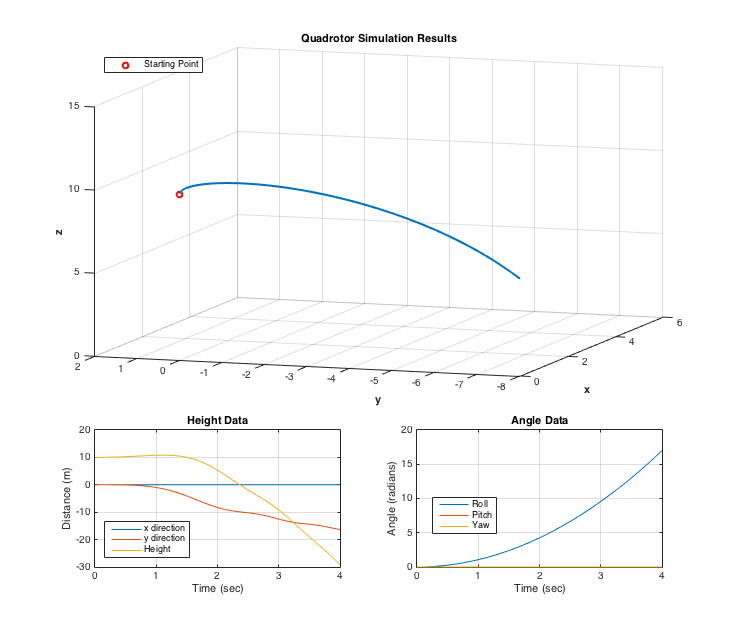 Quadrotor Simulation Results
Starting Point
15
10
5
0
z
2 1 0 -1 -2 -3 -4 -5 -6 -7 -8
y
0 2 4 6
x
Height Data
20
10
0
-10
-20
-30
Distance (m)
x direction
y direction
Height
0 1 2 3 4
Time (sec)
Angle Data
20
15
10
5
0
Angle (radians)
Roll
Pitch
Yaw
0 1 2 3 4
Time (sec)